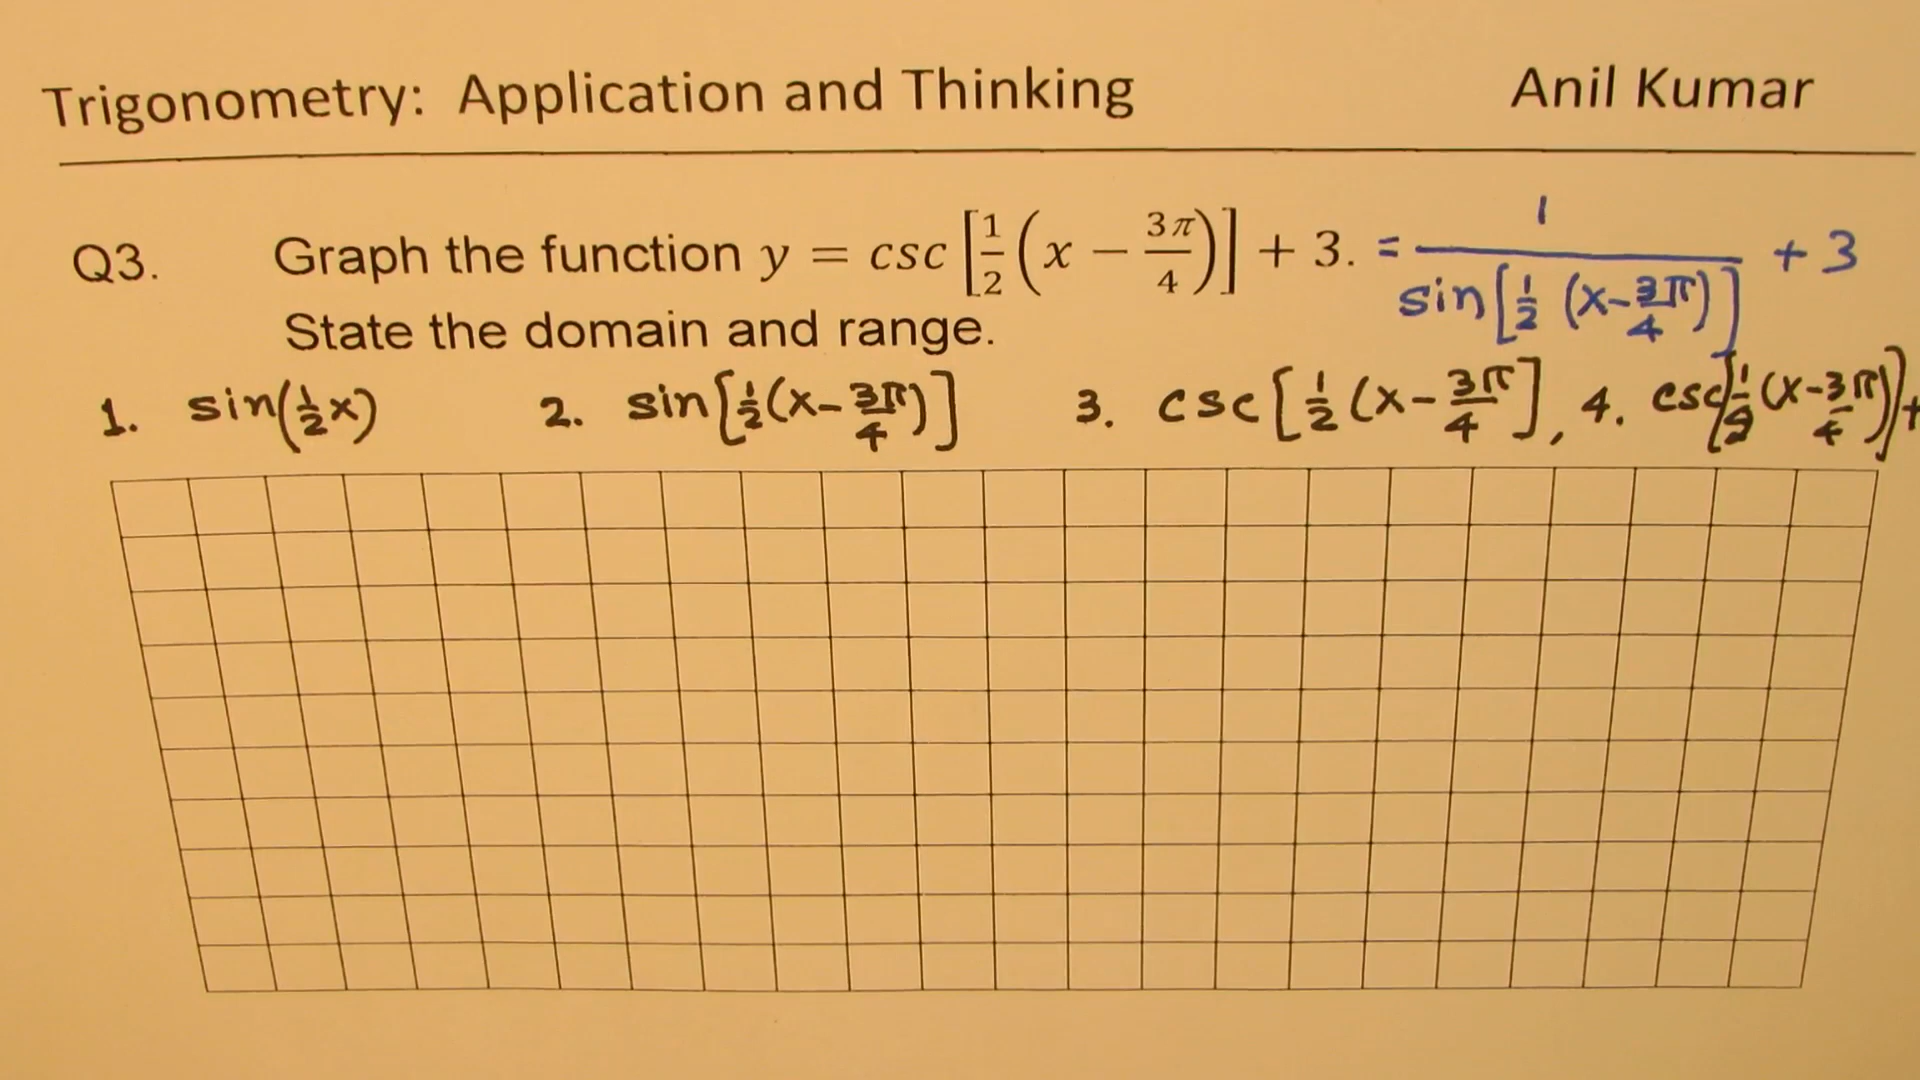 Trigonometry: Application and Thinking Anil Kumar
Q3. Graph the function y = csc [1/2 (x − 3π/4)] + 3. = 1/sin[1/2 (x-3π/4)] + 3
State the domain and range.
1. sin(1/2 x) 2. sin[1/2(x-3π/4)] 3. csc[1/2(x-3π/4], 4. csc[1/2(x-3π/4)]+